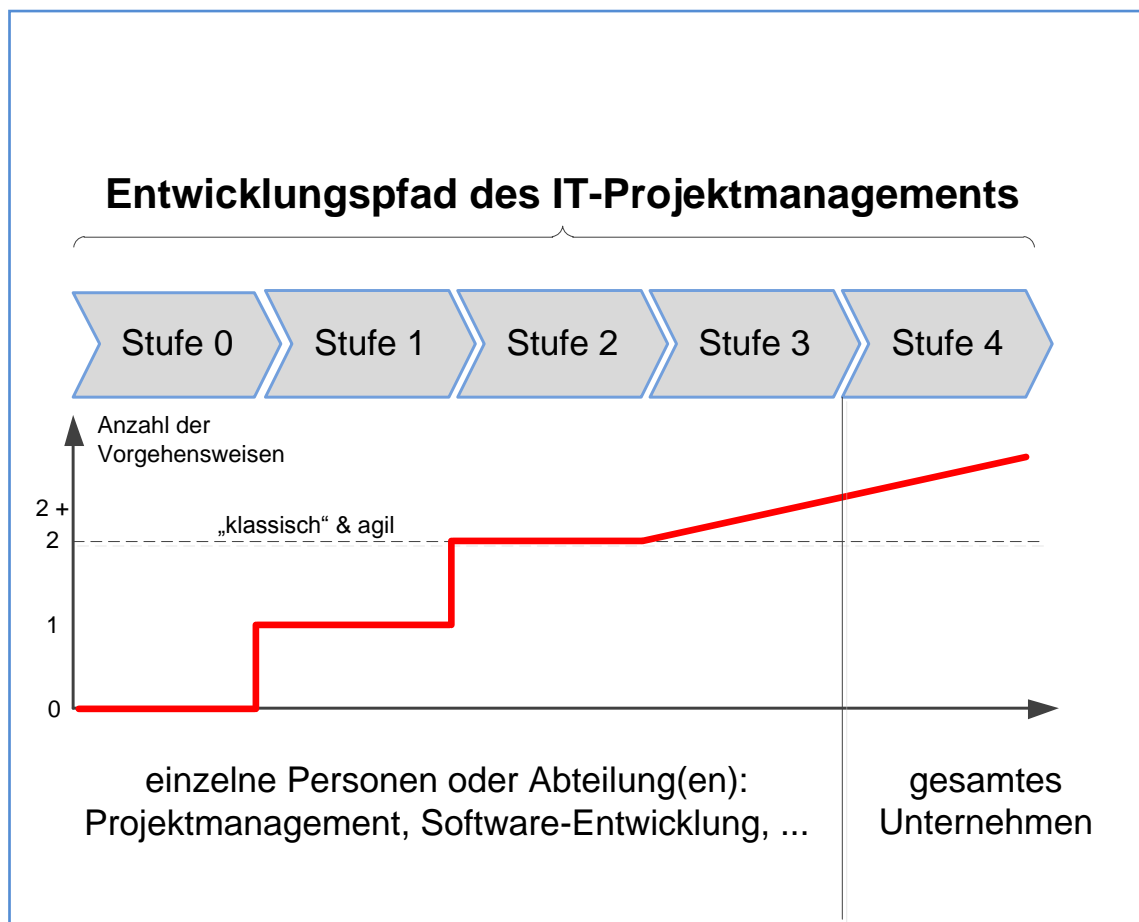 Entwicklungspfad des IT-Projektmanagements
Stufe 0
Stufe 1
Stufe 2
Stufe 3
Stufe 4
Anzahl der
Vorgehensweisen
2 +
„klassisch“ & agil
2
1
0
einzelne Personen oder Abteilung(en):
Projektmanagement, Software-Entwicklung, ...
gesamtes
Unternehmen